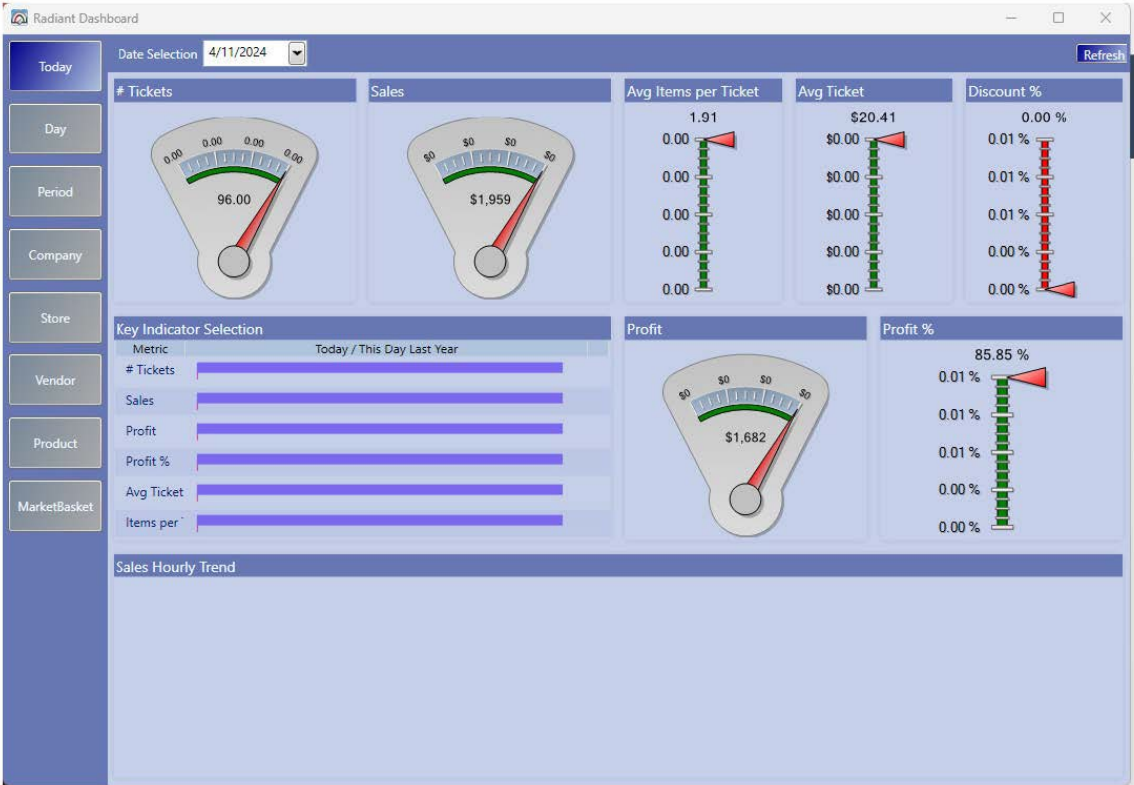 Radiant Dashboard
Today
Day
Period
Company
Store
Vendor
Product
MarketBasket
Date Selection 4/11/2024
Refresh
# Tickets
0.00 0.00 0.00 0.00
96.00
Sales
$0 $0 $0 $0
$1,959
Avg Items per Ticket
1.91
0.00
0.00
0.00
0.00
0.00
Avg Ticket
$20.41
$0.00
$0.00
$0.00
$0.00
$0.00
Discount %
0.00 %
0.01 %
0.01 %
0.01 %
0.00 %
0.00 %
Key Indicator Selection
Metric Today / This Day Last Year
# Tickets
Sales
Profit
Profit %
Avg Ticket
Items per
Profit
$0 $0 $0 $0
$1,682
Profit %
85.85 %
0.01 %
0.01 %
0.01 %
0.00 %
0.00 %
Sales Hourly Trend